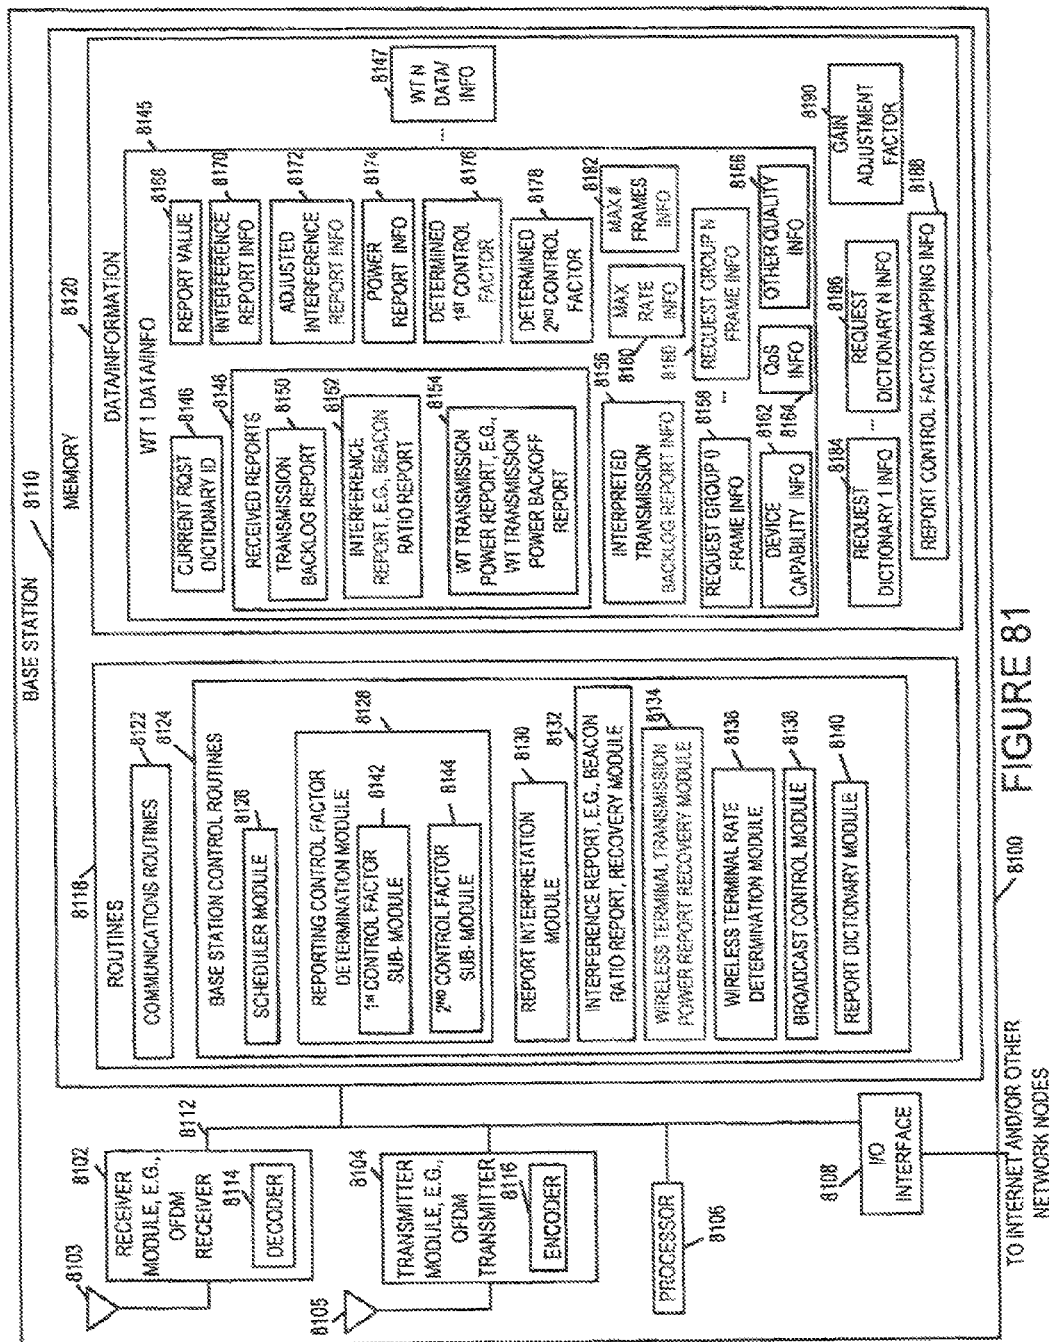 BASE STATION
8103
8102
RECEIVER
MODULE, E.G.,
OFDM
RECEIVER
8114
DECODER
8112
8105
8104
TRANSMITTER
MODULE, E.G.,
OFDM
TRANSMITTER
8116
ENCODER
PROCESSOR
8106
8108
I/O
INTERFACE
TO INTERNET AND/OR OTHER
NETWORK NODES
8100
8110
MEMORY
8118
ROUTINES
8122
COMMUNICATIONS ROUTINES
8124
BASE STATION CONTROL ROUTINES
8126
SCHEDULER MODULE
8128
REPORTING CONTROL FACTOR
DETERMINATION MODULE
8142
1ST CONTROL FACTOR
SUB-MODULE
8144
2ND CONTROL FACTOR
SUB-MODULE
8130
REPORT INTERPRETATION
MODULE
8132
INTERFERENCE REPORT, E.G., BEACON
RATIO REPORT, RECOVERY MODULE
8134
WIRELESS TERMINAL TRANSMISSION
POWER REPORT RECOVERY MODULE
8136
WIRELESS TERMINAL RATE
DETERMINATION MODULE
8138
BROADCAST CONTROL MODULE
8140
REPORT DICTIONARY MODULE
8120
DATA/INFORMATION
8145
WT 1 DATA/INFO
8146
CURRENT RQST
DICTIONARY ID
8148
RECEIVED REPORTS
8150
TRANSMISSION
BACKLOG REPORT
8152
INTERFERENCE
REPORT, E.G., BEACON
RATIO REPORT
8154
WT TRANSMISSION
POWER REPORT, E.G.,
WT TRANSMISSION
POWER BACKOFF
REPORT
8156
INTERPRETED
TRANSMISSION
BACKLOG REPORT INFO
8158
REQUEST GROUP 0
FRAME INFO
...
8160
REQUEST GROUP N
FRAME INFO
8162
DEVICE
CAPABILITY INFO
8164
QoS
INFO
8166
OTHER QUALITY
INFO
8168
REPORT VALUE
8170
INTERFERENCE
REPORT INFO
8172
ADJUSTED
INTERFERENCE
REPORT INFO
8174
POWER
REPORT INFO
8176
DETERMINED
1ST CONTROL
FACTOR
8178
DETERMINED
2ND CONTROL
FACTOR
8180
MAX
RATE
INFO
8182
MAX #
FRAMES
INFO
...
8147
WT N
DATA/
INFO
8184
REQUEST
DICTIONARY 1 INFO
...
8186
REQUEST
DICTIONARY N INFO
8188
REPORT CONTROL FACTOR MAPPING INFO
8190
GAIN
ADJUSTMENT
FACTOR
FIGURE 81